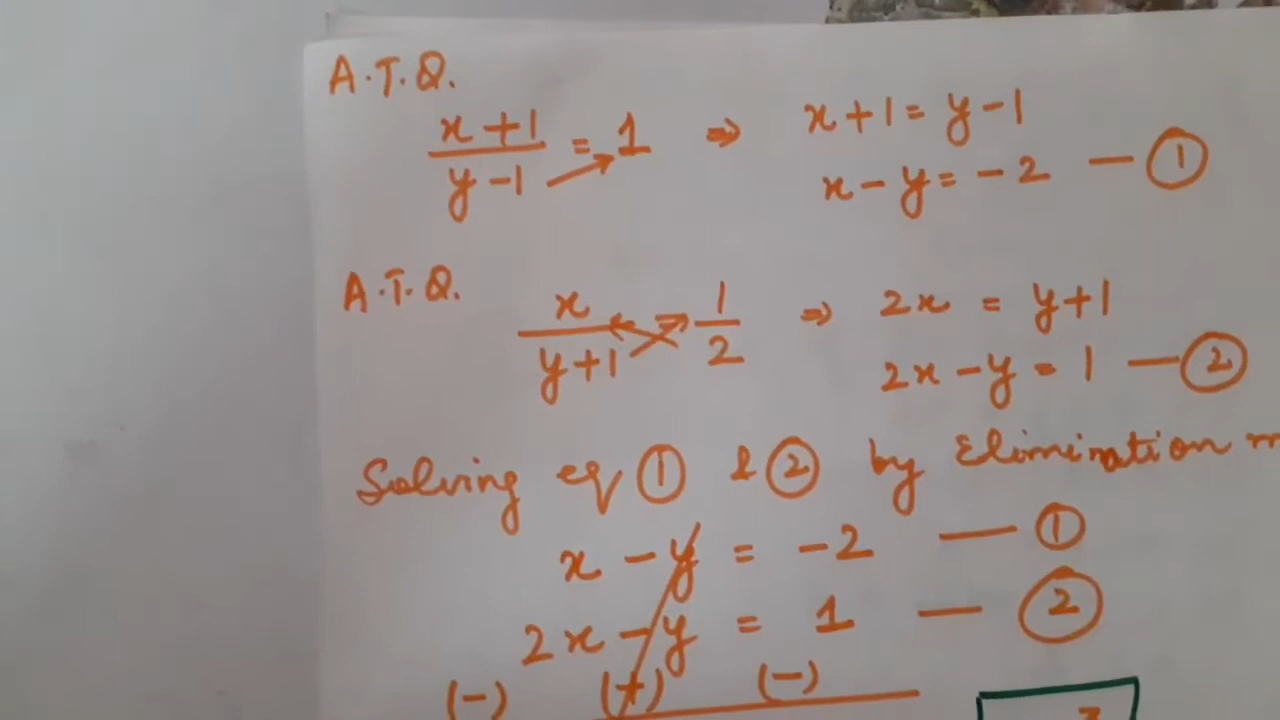 A.T.Q.
x+1 / y-1 = 1 ⇒ x+1 = y-1
x - y = -2 — ①
A.T.Q. x / y+1 = 1 / 2 ⇒ 2x = y+1
2x - y = 1 — ②
Solving eq ① & ② by Elimination
x - y = -2 — ①
2x - y = 1 — ②
(-) (+) (-)